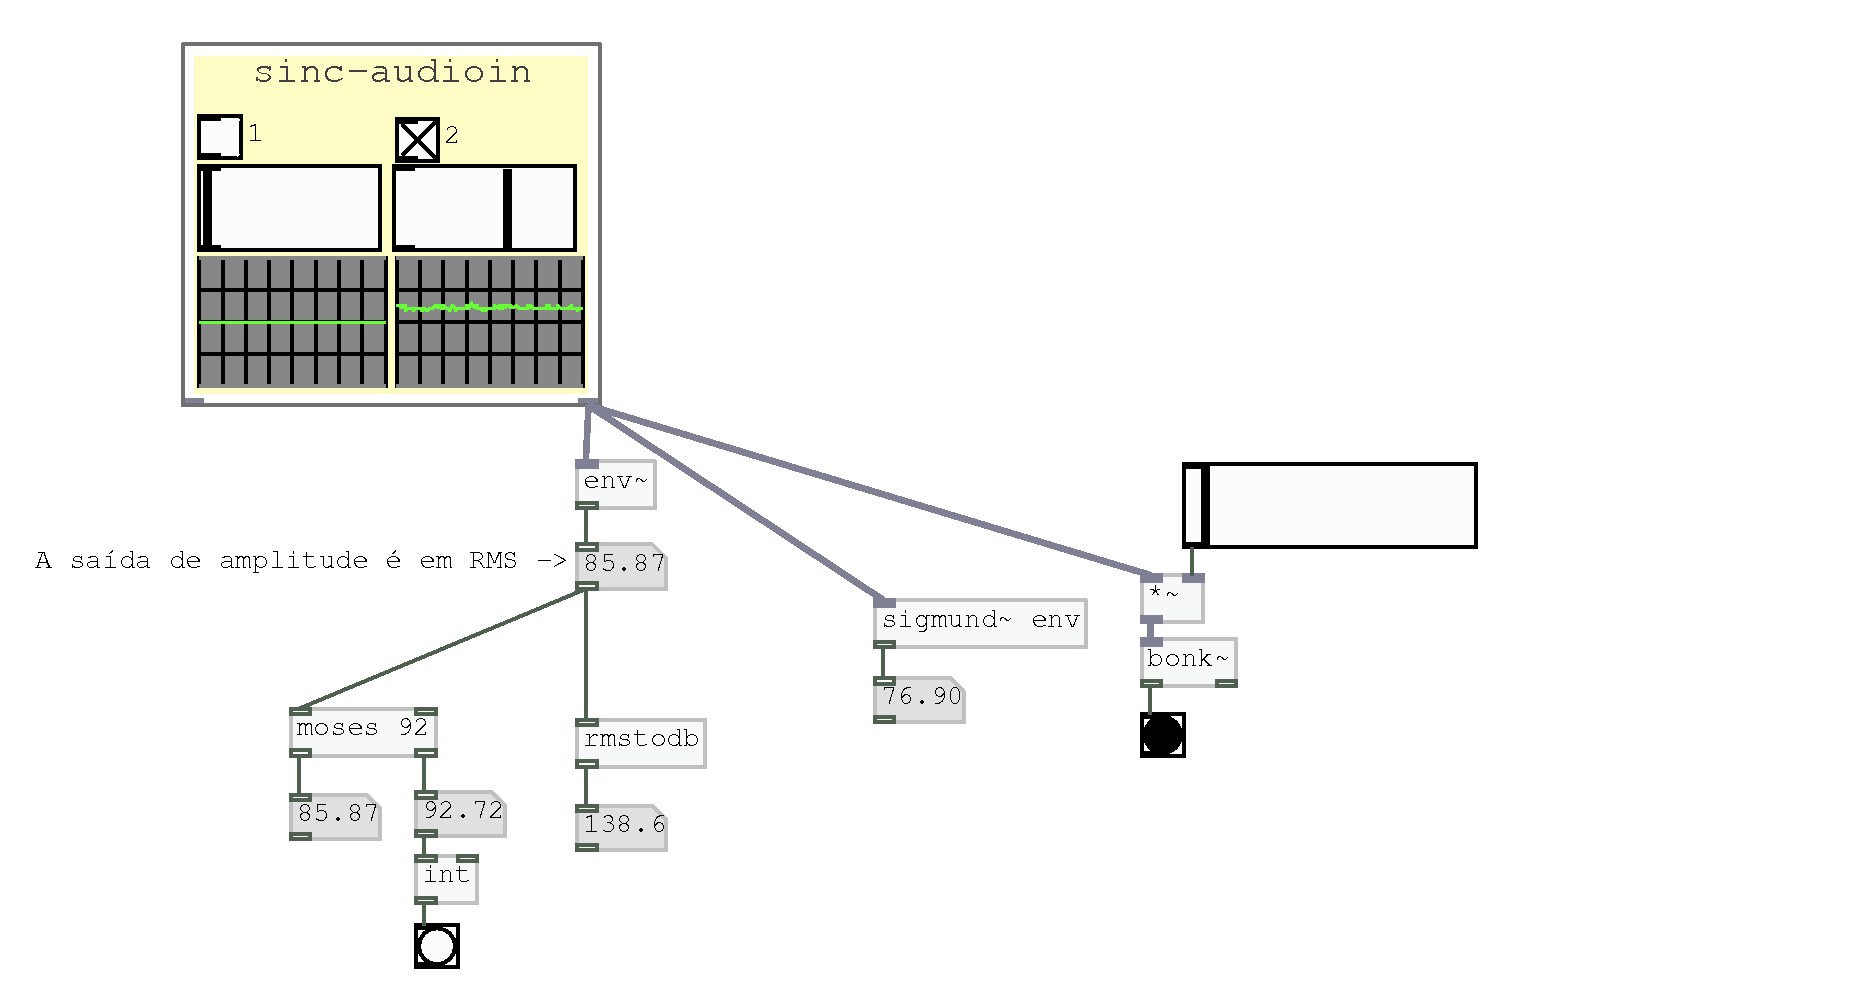 sinc-audioin
1
2
env~
A saída de amplitude é em RMS ->
85.87
*~
sigmund~ env
bonk~
76.90
moses 92
rmstodb
85.87
92.72
138.6
int